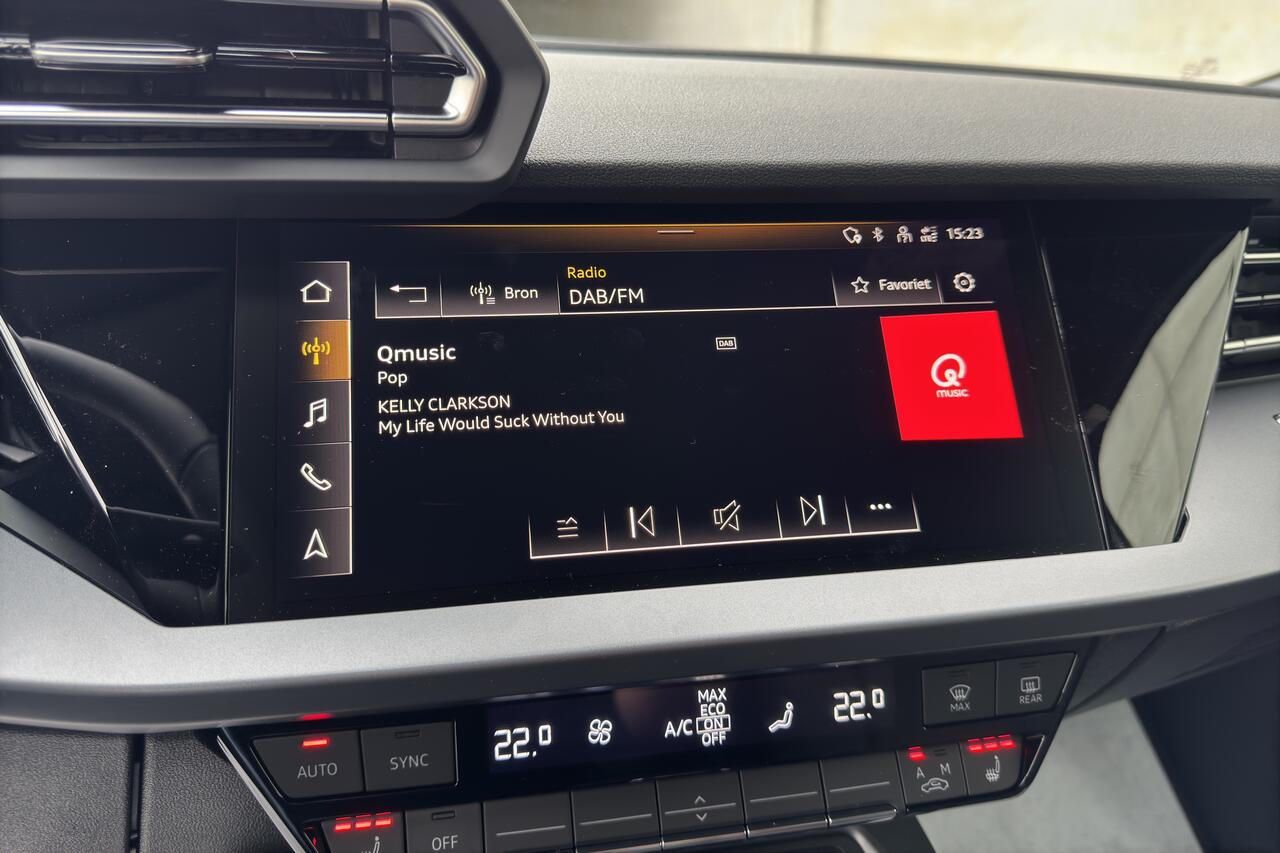 15:23
Bron
Radio
DAB/FM
Favoriet
Qmusic
Pop
KELLY CLARKSON
My Life Would Suck Without You
DAB
Q
music
MAX
ECO
ON
OFF
A/C
22.0
22.0
MAX
REAR
AUTO
SYNC
A M
OFF